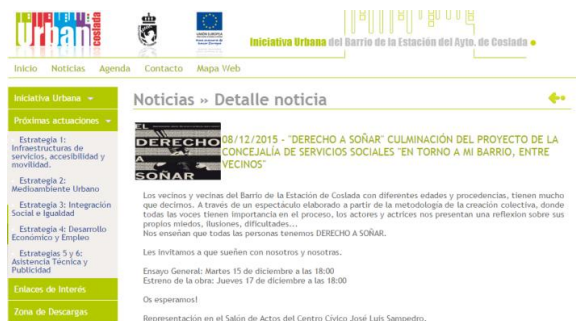 Urban coslada
UNIÓN EUROPEA
Iniciativa Urbana del Barrio de la Estación del Ayto. de Coslada
Inicio Noticias Agenda Contacto Mapa Web
Iniciativa Urbana
Próximas actuaciones
Estrategia 1:
Infraestructuras de
servicios, accesibilidad y
movilidad.
Estrategia 2:
Medioambiente Urbano
Estrategia 3: Integración
Social e Igualdad
Estrategia 4: Desarrollo
Económico y Empleo
Estrategias 5 y 6:
Asistencia Técnica y
Publicidad
Enlaces de Interés
Zona de Descargas
Noticias » Detalle noticia
EL
DERECHO
A
SOÑAR
08/12/2015 - "DERECHO A SOÑAR" CULMINACIÓN DEL PROYECTO DE LA
CONCEJALÍA DE SERVICIOS SOCIALES "EN TORNO A MI BARRIO, ENTRE
VECINOS"
Los vecinos y vecinas del Barrio de la Estación de Coslada con diferentes edades y procedencias, tienen mucho
que decirnos. A través de un espectáculo elaborado a partir de la metodología de la creación colectiva, donde
todas las voces tienen importancia en el proceso, los actores y actrices nos presentan una reflexion sobre sus
propios miedos, ilusiones, dificultades...
Nos enseñan que todas las personas tenemos DERECHO A SOÑAR.
Les invitamos a que sueñen con nosotros y nosotras.
Ensayo General: Martes 15 de diciembre a las 18:00
Estreno de la obra: Jueves 17 de diciembre a las 18:00
Os esperamos!
Representación en el Salón de Actos del Centro Cívico José Luis Sampedro.